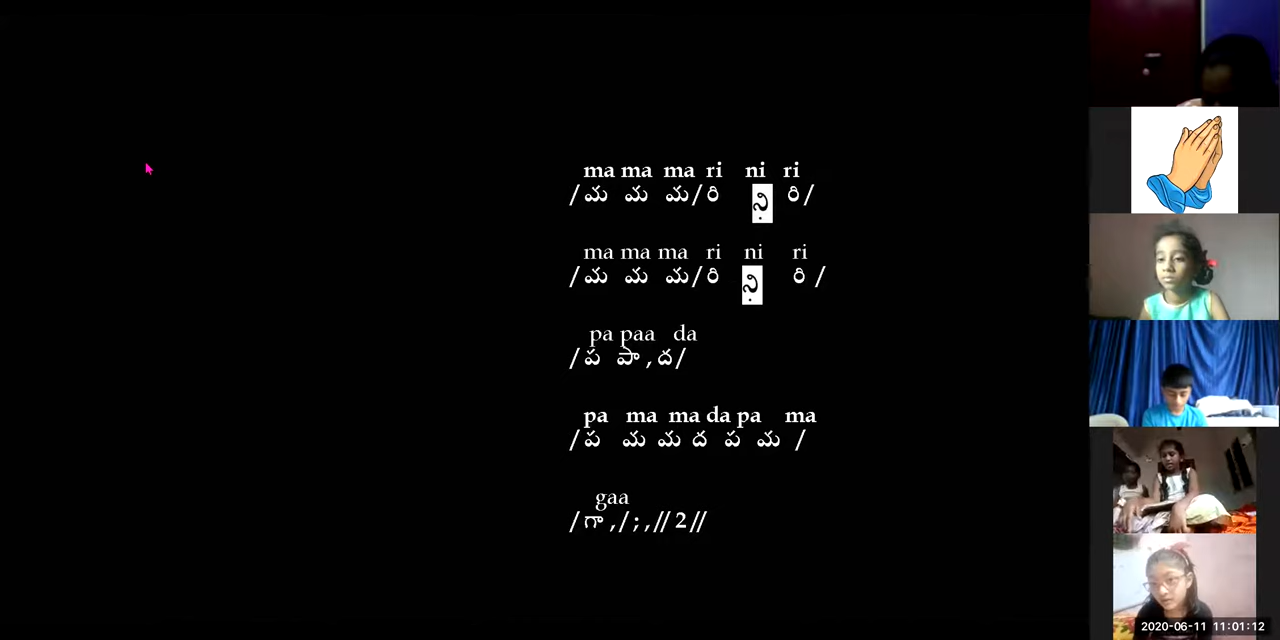 ma ma ma ri ni ri
/మ మ మ/రి ని̣ రి/
ma ma ma ri ni ri
/మ మ మ/రి ని̣ రి /
pa paa da
/ప పా ,ద/
pa ma ma da pa ma
/ప మ మ ద ప మ /
gaa
/గా ,/ ; , // 2 //
2020-06-11 11:01:12